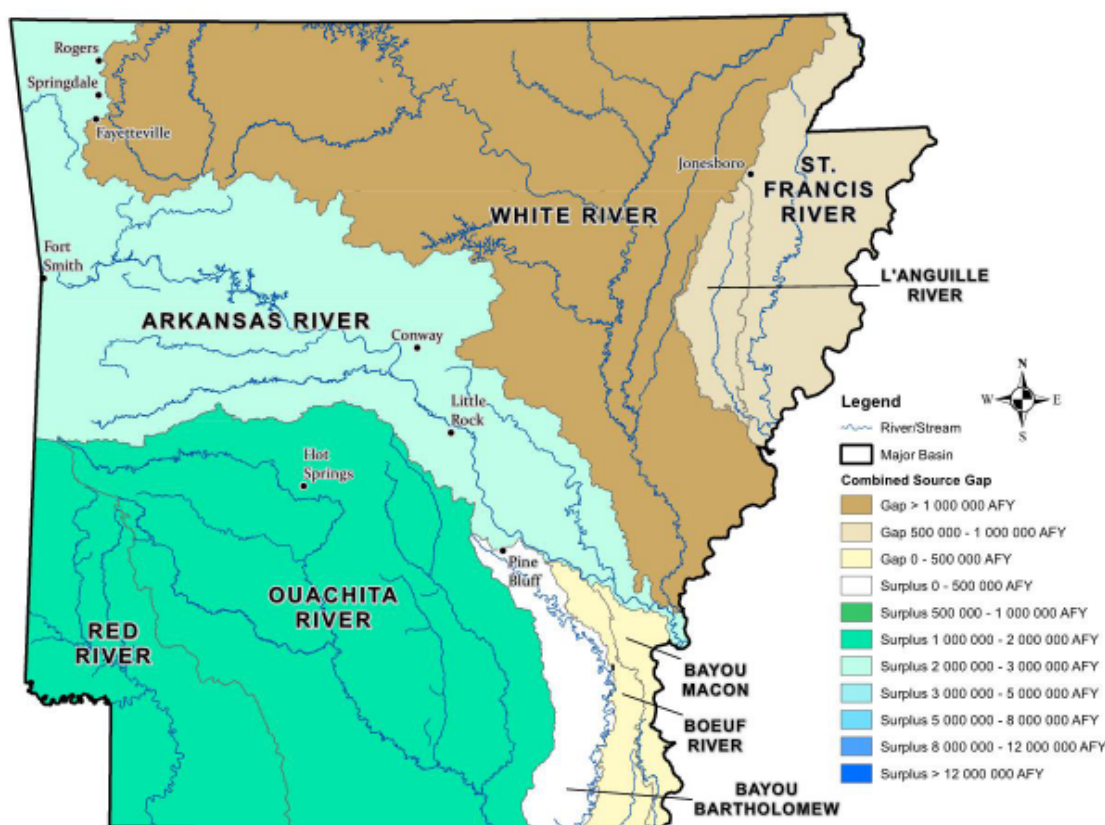 Rogers
Springdale
Fayetteville
Jonesboro
ST.
FRANCIS
RIVER
WHITE RIVER
Fort
Smith
L'ANGUILLE
RIVER
ARKANSAS RIVER
Conway
Little
Rock
Hot
Springs
Pine
Bluff
OUACHITA
RIVER
RED
RIVER
BAYOU
MACON
BOEUF
RIVER
BAYOU
BARTHOLOMEW
N
W
E
S
Legend
River/Stream
Major Basin
Combined Source Gap
Gap > 1 000 000 AFY
Gap 500 000 - 1 000 000 AFY
Gap 0 - 500 000 AFY
Surplus 0 - 500 000 AFY
Surplus 500 000 - 1 000 000 AFY
Surplus 1 000 000 - 2 000 000 AFY
Surplus 2 000 000 - 3 000 000 AFY
Surplus 3 000 000 - 5 000 000 AFY
Surplus 5 000 000 - 8 000 000 AFY
Surplus 8 000 000 - 12 000 000 AFY
Surplus > 12 000 000 AFY